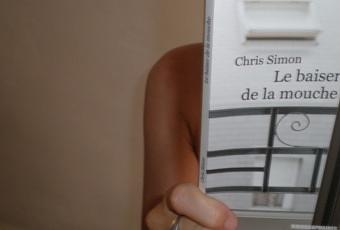 Chris Simon
Le baiser
de la mouche